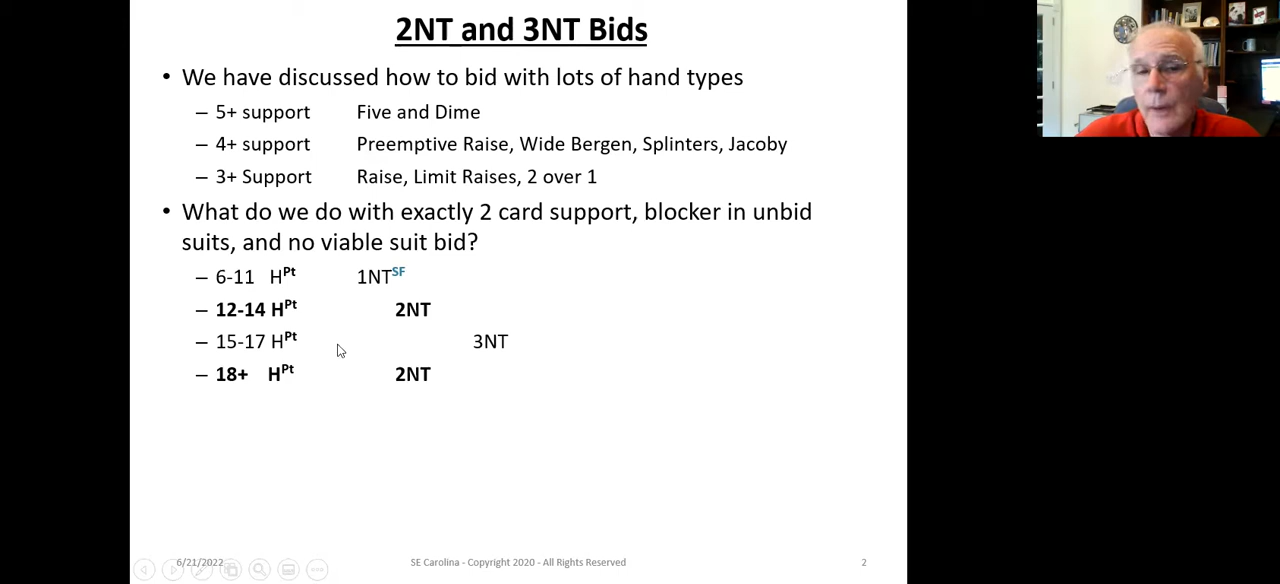 2NT and 3NT Bids
• We have discussed how to bid with lots of hand types
– 5+ support Five and Dime
– 4+ support Preemptive Raise, Wide Bergen, Splinters, Jacoby
– 3+ Support Raise, Limit Raises, 2 over 1
• What do we do with exactly 2 card support, blocker in unbid
suits, and no viable suit bid?
– 6-11 H^Pt 1NT^SF
– 12-14 H^Pt 2NT
– 15-17 H^Pt 3NT
– 18+ H^Pt 2NT
6/21/2022 SE Carolina - Copyright 2020 - All Rights Reserved 2